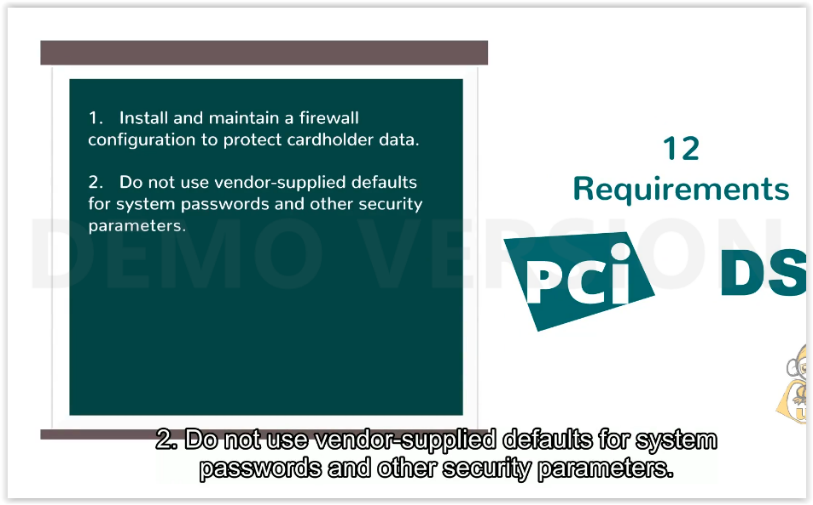 1. Install and maintain a firewall
configuration to protect cardholder data.
2. Do not use vendor-supplied defaults
for system passwords and other security
parameters.
12
Requirements
PCi DS
DEMO VERSION
2. Do not use vendor-supplied defaults for system
passwords and other security parameters.